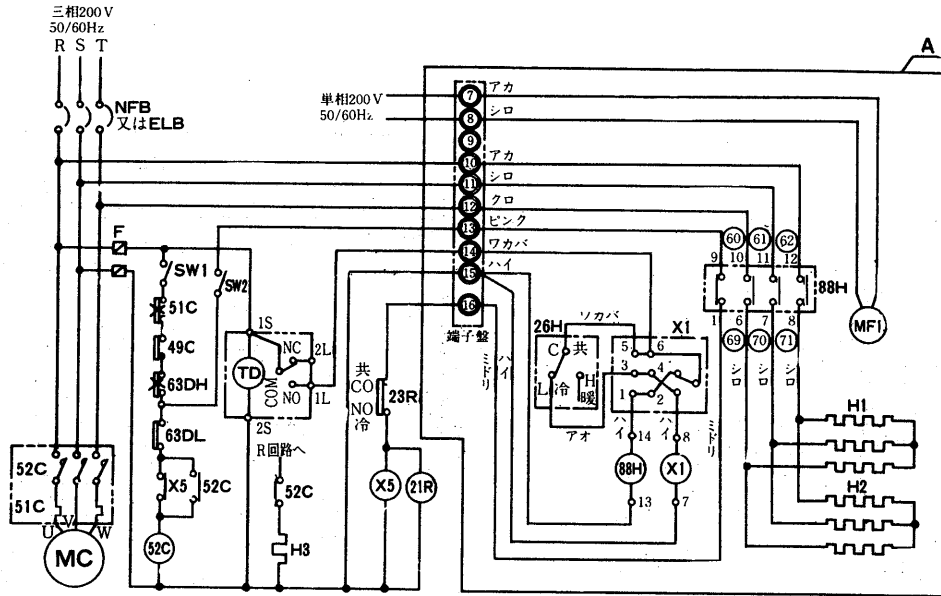 三相200V
50/60Hz
R S T
NFB
又はELB
A
単相200V
50/60Hz
7 アカ
8 シロ
9
10 アカ
11 シロ
12 クロ
13 ピンク
14 ワカバ
15 ハイ
16
端子盤
F
SW1
SW2
51C
49C
63DH
63DL
X5
52C
52C
52C
51C
U V W
MC
1S
NC
2L
TD
COM
NO
1L
2S
R回路へ
52C
H3
共
CO
NO
冷
23R
X5
21R
ミドリ
ハイ
ソカバ
26H
C 共
L 冷
H
暖
アオ
X1
5 6
3 4
1 2
ハイ
14
ハイ
8
88H
X1
13
7
ミドリ
60 61 62
9 10 11 12
88H
1 6 7 8
69 70 71
シロ シロ シロ
MF1
H1
H2